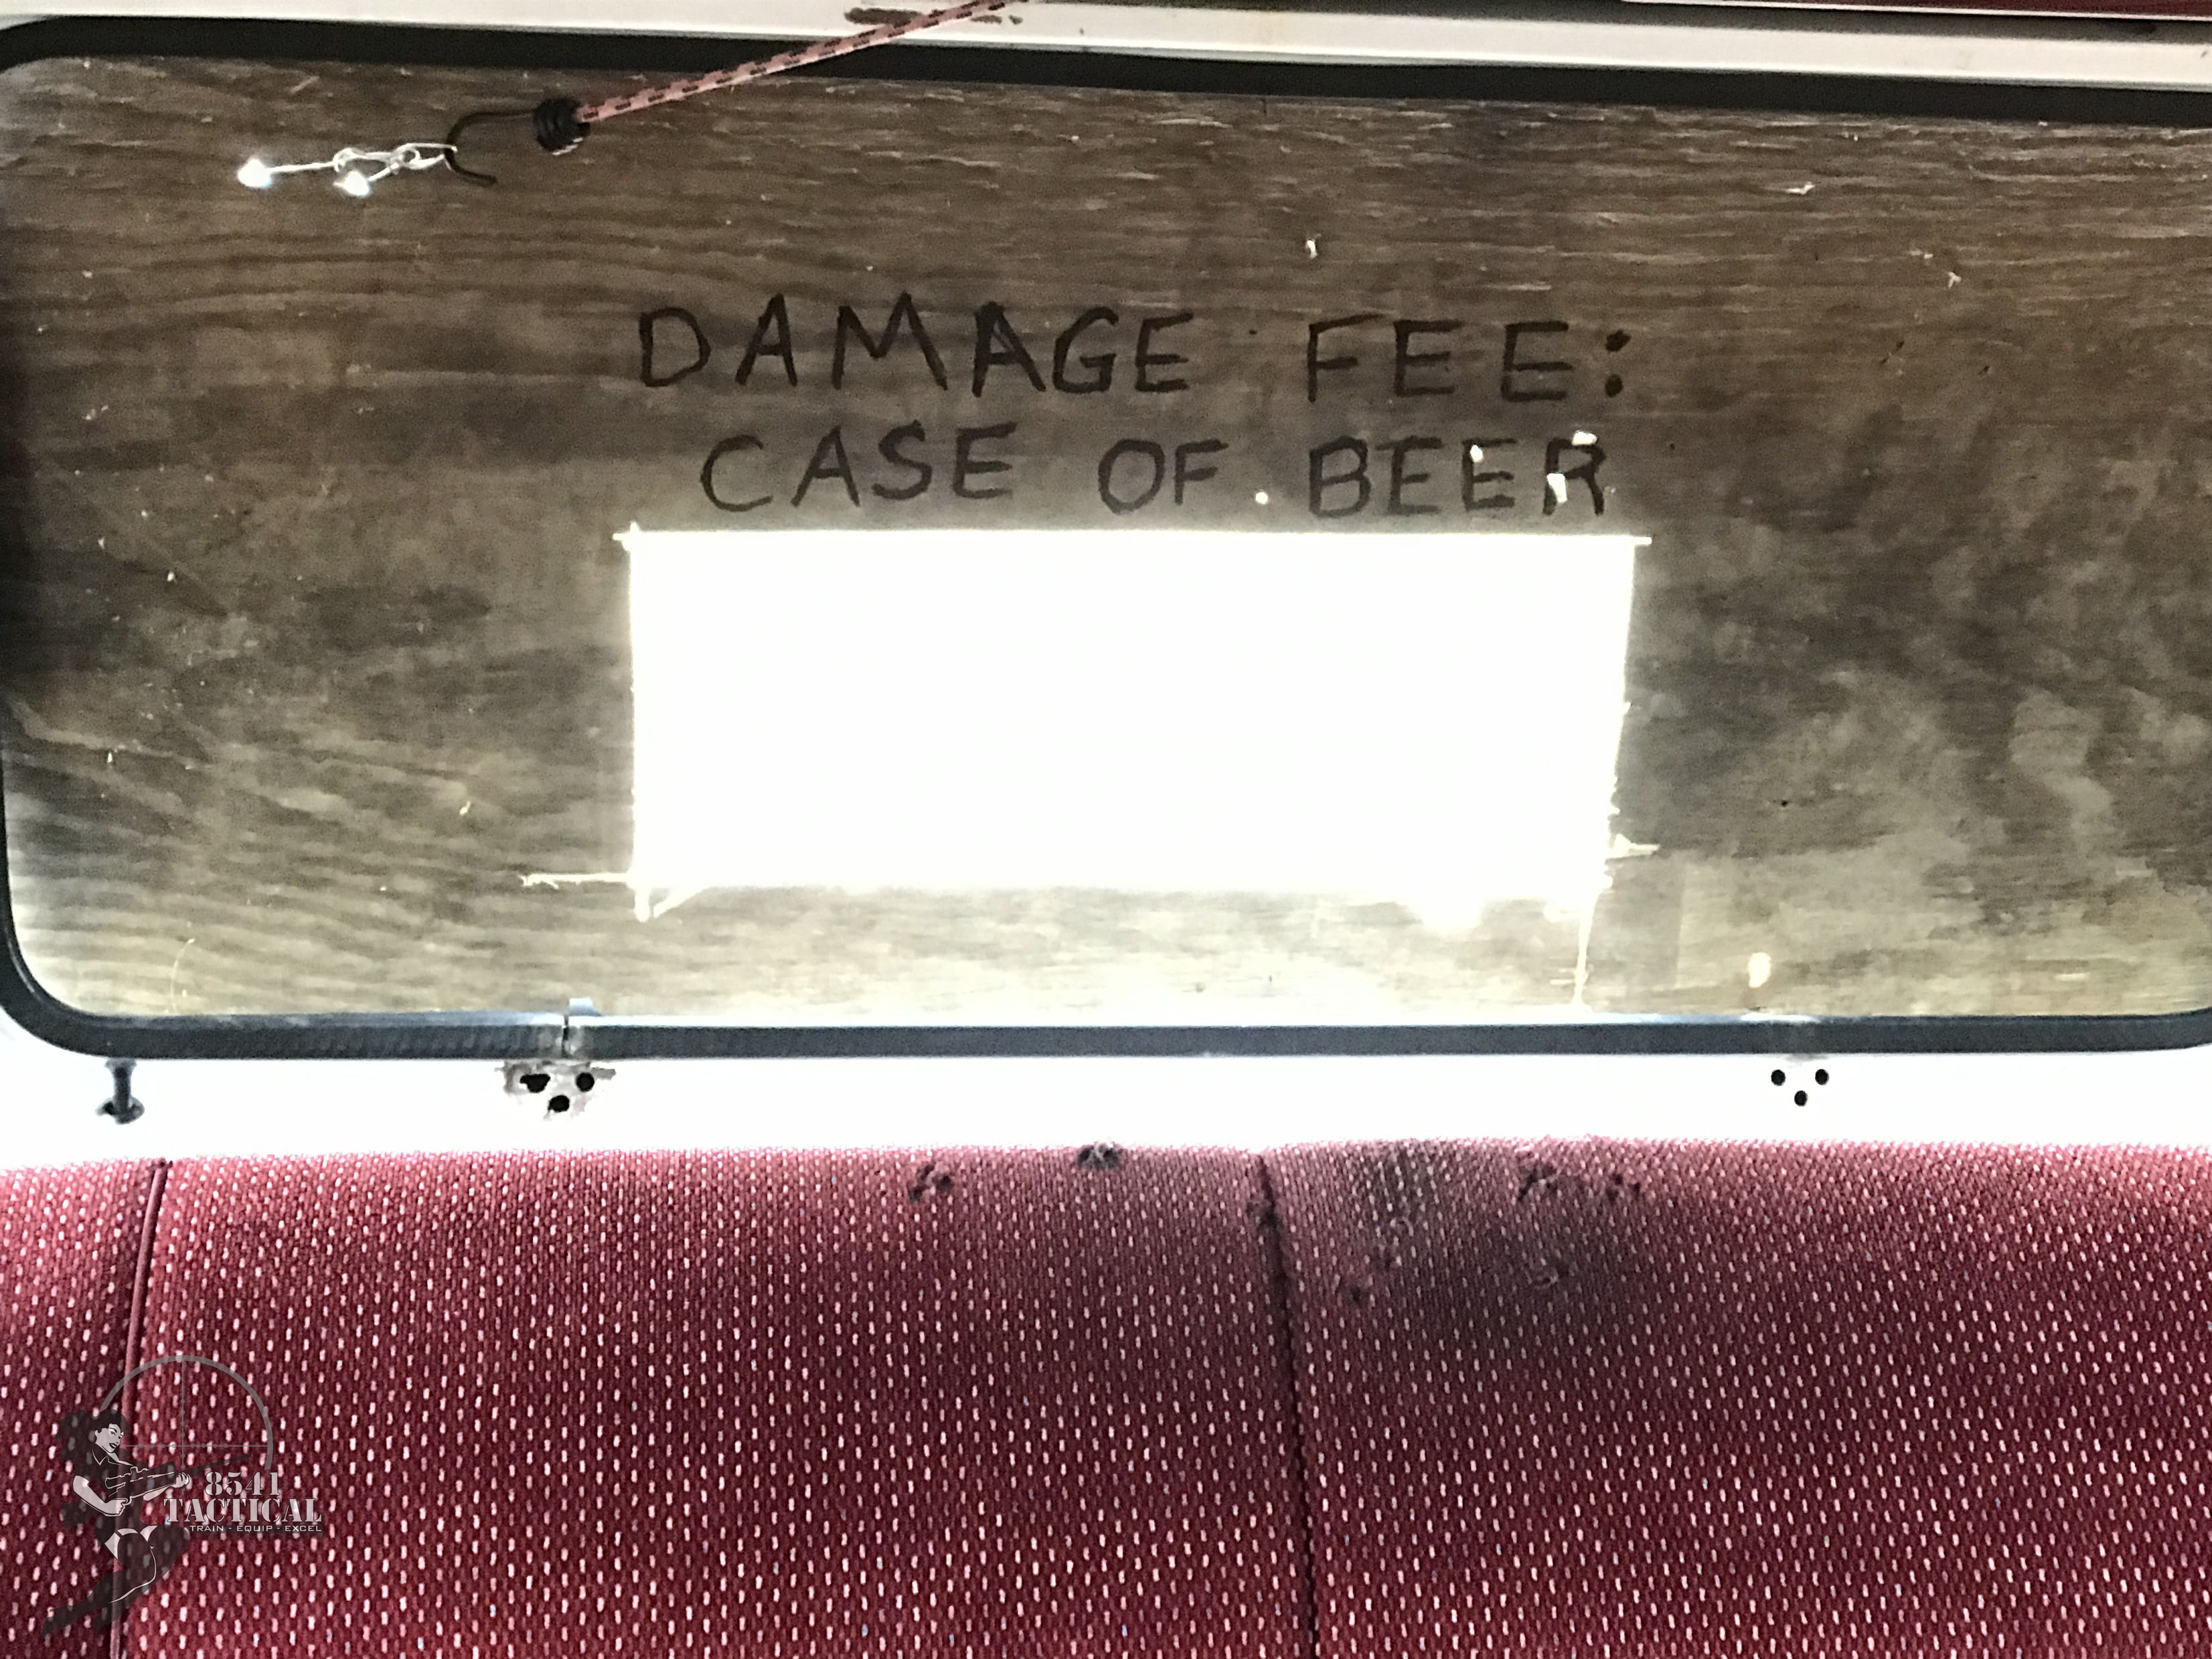 DAMAGE FEE:
CASE OF BEER
8541
TACTICAL
TRAIN - EQUIP - EXCEL